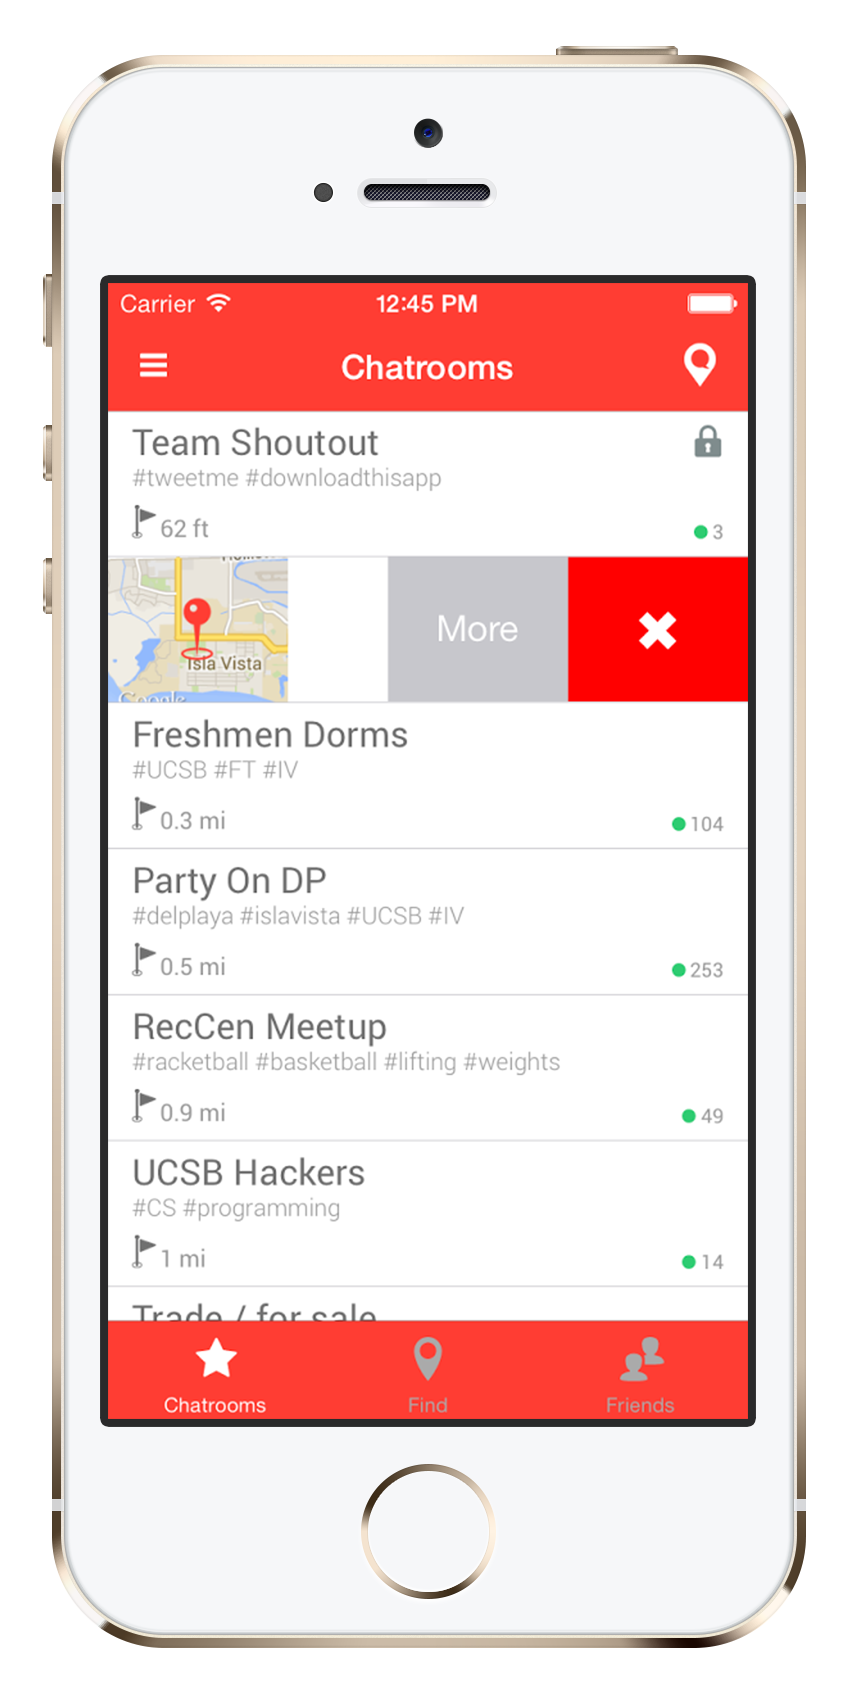 Carrier 12:45 PM
Chatrooms
Team Shoutout
#tweetme #downloadthisapp
62 ft 3
Isla Vista
Google
More
Freshmen Dorms
#UCSB #FT #IV
0.3 mi 104
Party On DP
#delplaya #islavista #UCSB #IV
0.5 mi 253
RecCen Meetup
#racketball #basketball #lifting #weights
0.9 mi 49
UCSB Hackers
#CS #programming
1 mi 14
Trade / for sale
Chatrooms Find Friends